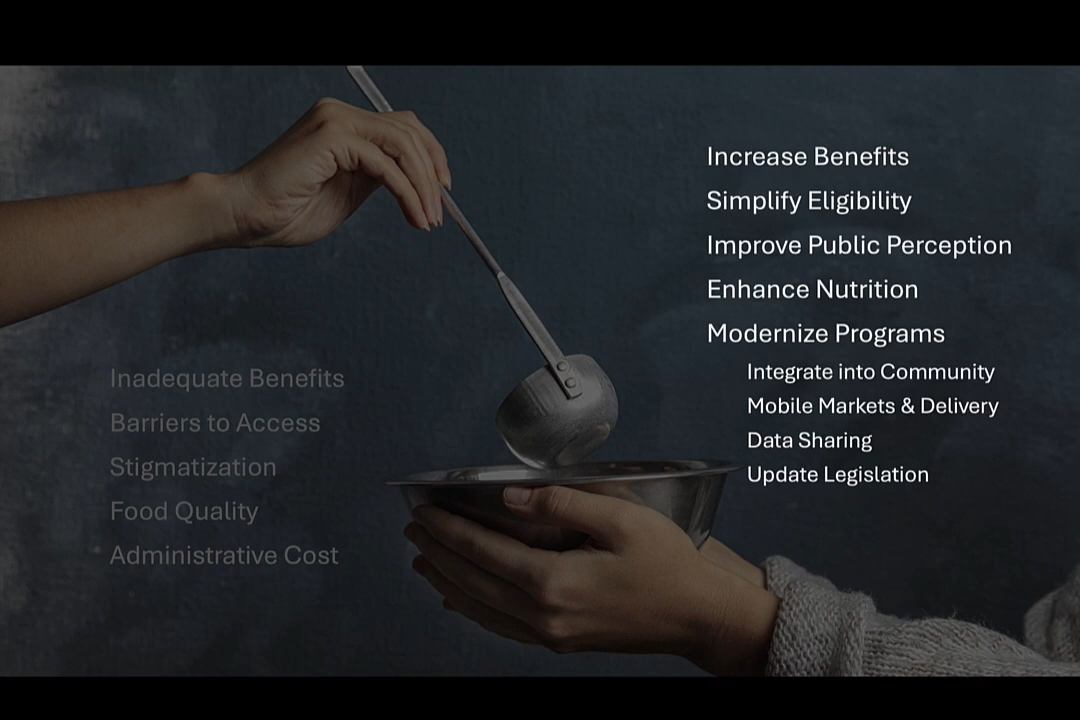 Increase Benefits
Simplify Eligibility
Improve Public Perception
Enhance Nutrition
Modernize Programs
Integrate into Community
Mobile Markets & Delivery
Data Sharing
Update Legislation
Inadequate Benefits
Barriers to Access
Stigmatization
Food Quality
Administrative Cost